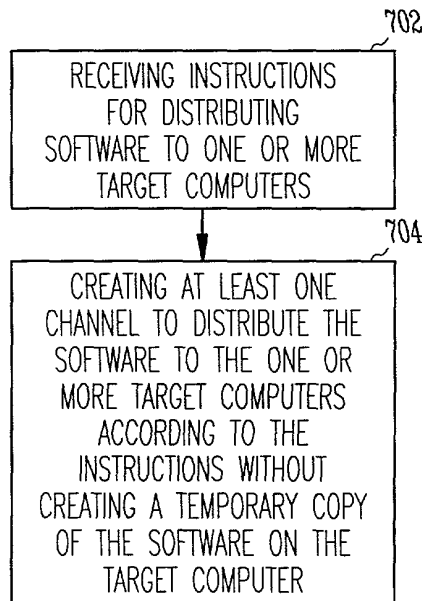 702
RECEIVING INSTRUCTIONS
FOR DISTRIBUTING
SOFTWARE TO ONE OR MORE
TARGET COMPUTERS
704
CREATING AT LEAST ONE
CHANNEL TO DISTRIBUTE THE
SOFTWARE TO THE ONE OR
MORE TARGET COMPUTERS
ACCORDING TO THE
INSTRUCTIONS WITHOUT
CREATING A TEMPORARY COPY
OF THE SOFTWARE ON THE
TARGET COMPUTER